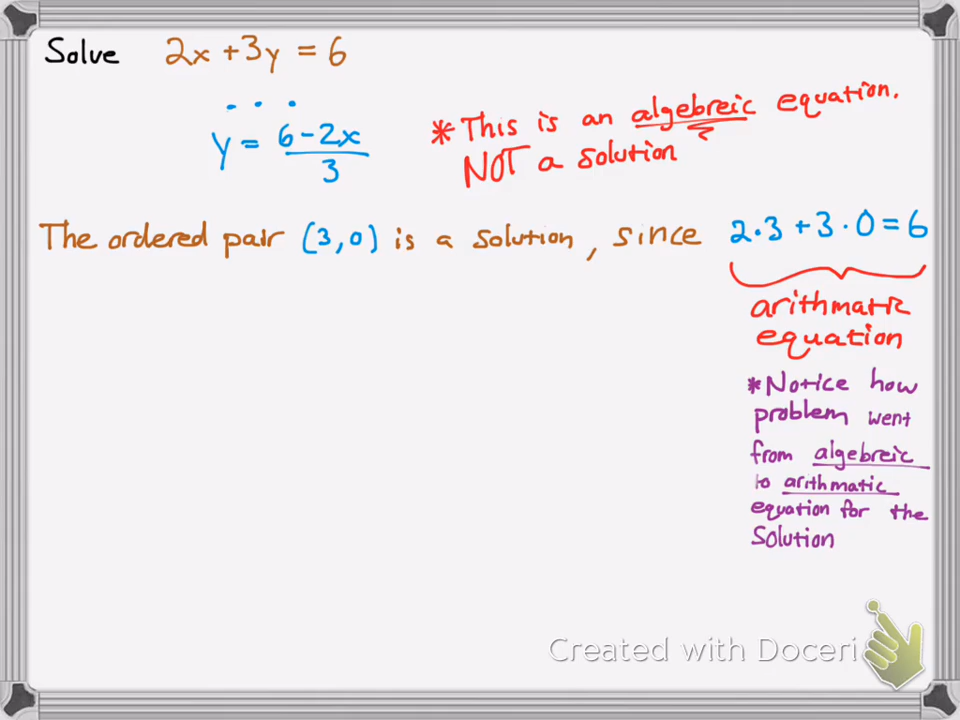 Solve 2x + 3y = 6
...
y = 6 - 2x / 3
* This is an algebreic equation.
NOT a solution
The ordered pair (3, 0) is a solution, since 2·3 + 3·0 = 6
arithmatic
equation
* Notice how
problem went
from algebreic
to arithmatic
equation for the
Solution
Created with Doceri